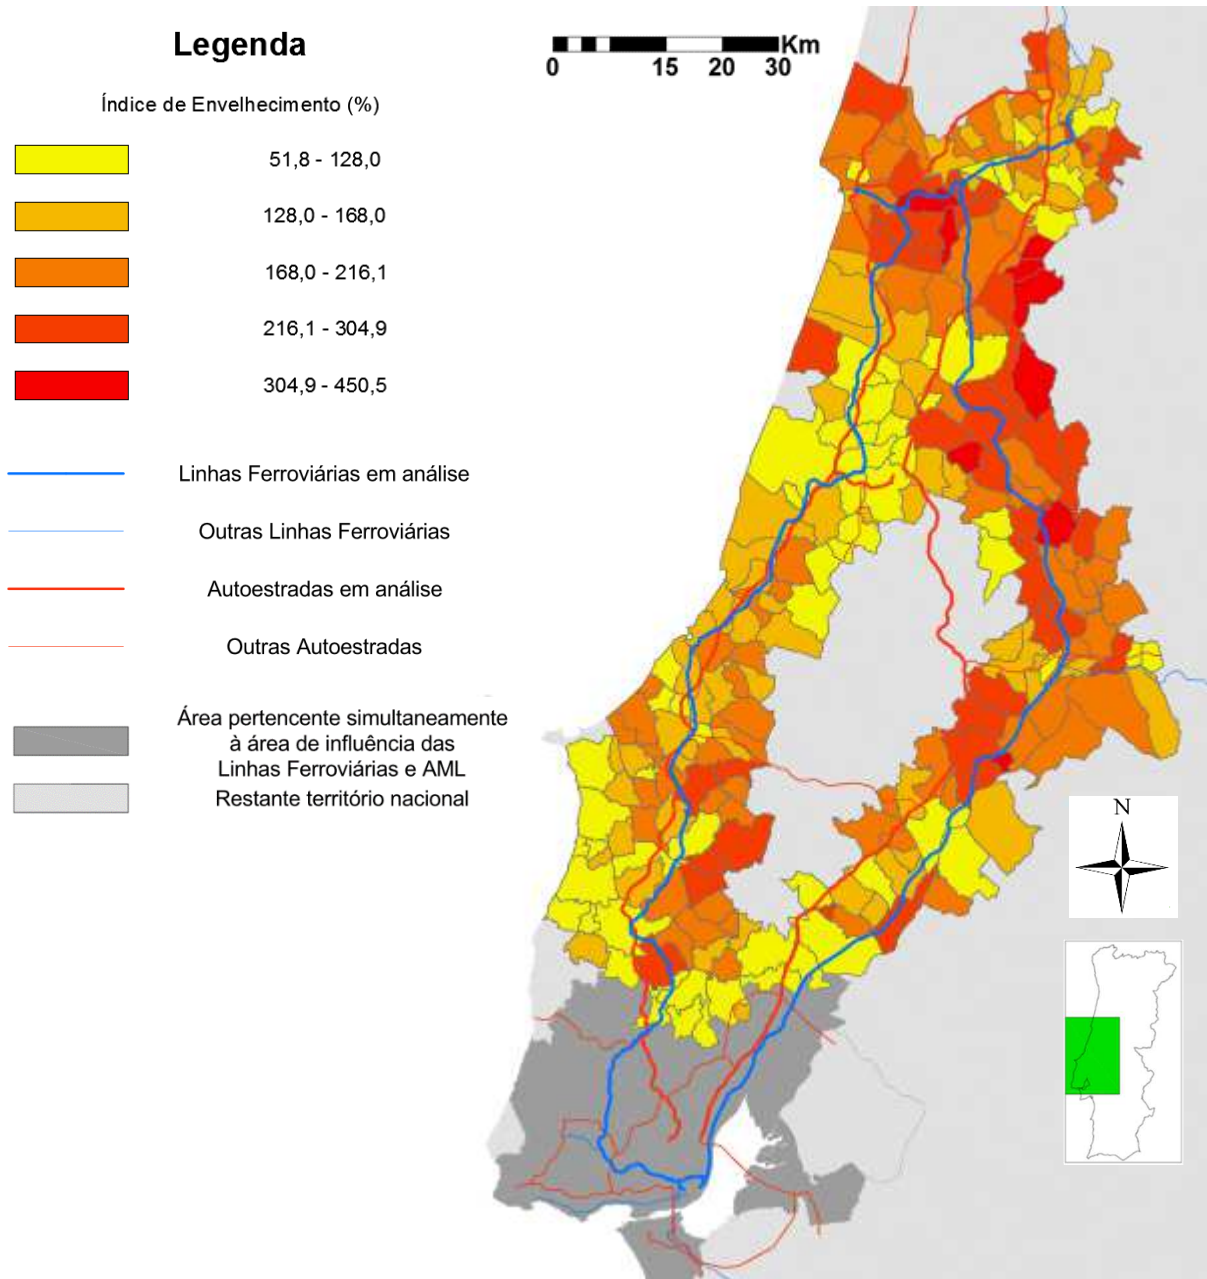 Legenda
Índice de Envelhecimento (%)
51,8 - 128,0
128,0 - 168,0
168,0 - 216,1
216,1 - 304,9
304,9 - 450,5
Linhas Ferroviárias em análise
Outras Linhas Ferroviárias
Autoestradas em análise
Outras Autoestradas
Área pertencente simultaneamente
à área de influência das
Linhas Ferroviárias e AML
Restante território nacional
Km
0 15 20 30
N